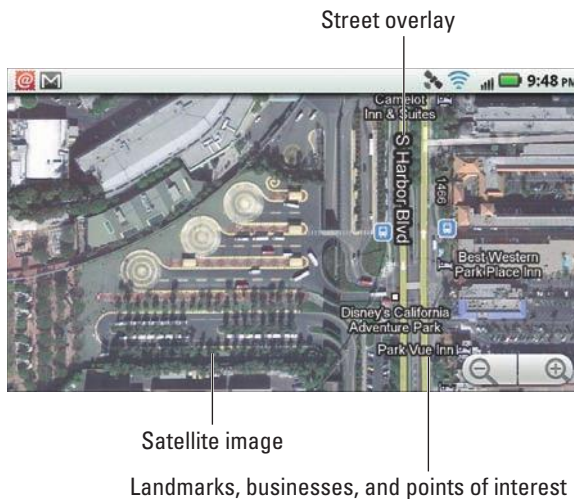 Street overlay
9:48 PM
Camelot
Inn & Suites
S Harbor Blvd
1466
Best Western
Park Place Inn
Disney's California
Adventure Park
Park Vue Inn
Satellite image
Landmarks, businesses, and points of interest